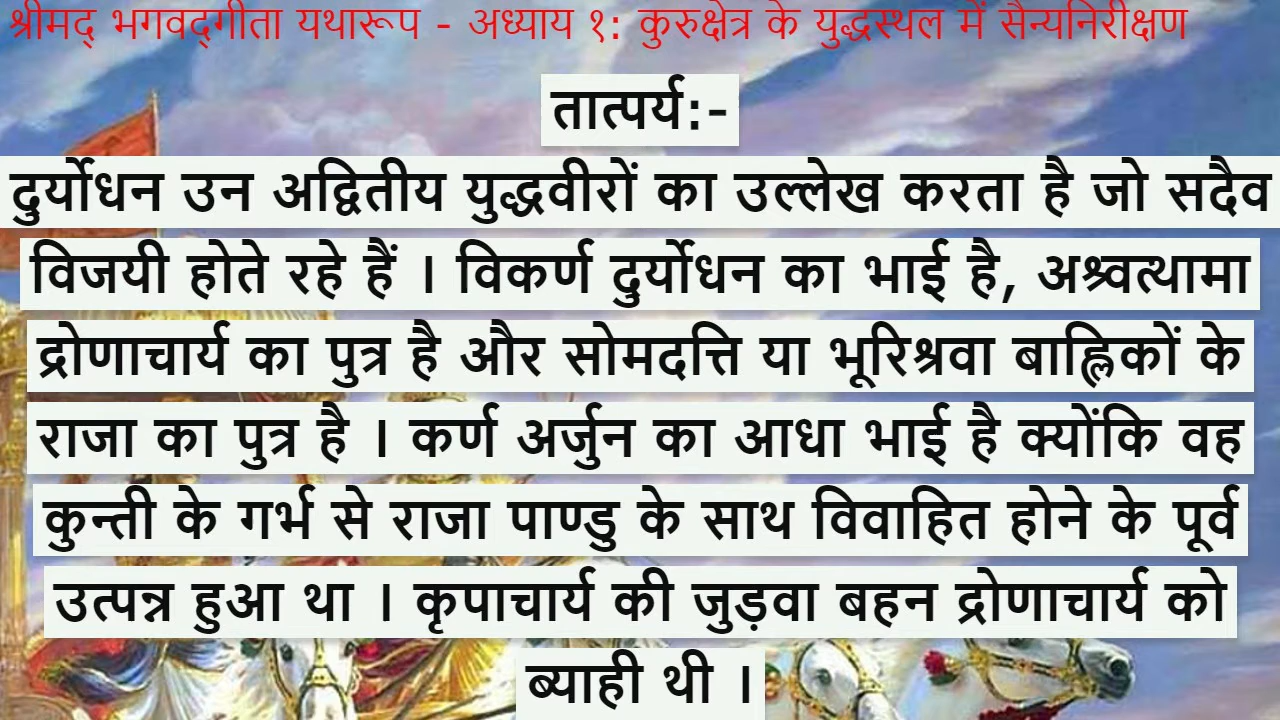 श्रीमद् भगवद्गीता यथारूप - अध्याय १: कुरुक्षेत्र के युद्धस्थल में सैन्यनिरीक्षण
तात्पर्य:-
दुर्योधन उन अद्वितीय युद्धवीरों का उल्लेख करता है जो सदैव
विजयी होते रहे हैं । विकर्ण दुर्योधन का भाई है, अश्र्वत्थामा
द्रोणाचार्य का पुत्र है और सोमदत्ति या भूरिश्रवा बाह्लिकों के
राजा का पुत्र है । कर्ण अर्जुन का आधा भाई है क्योंकि वह
कुन्ती के गर्भ से राजा पाण्डु के साथ विवाहित होने के पूर्व
उत्पन्न हुआ था । कृपाचार्य की जुड़वा बहन द्रोणाचार्य को
ब्याही थी ।